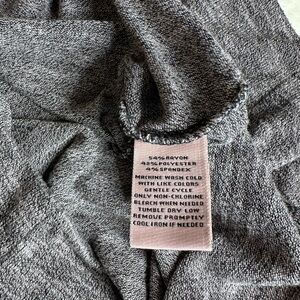 54% RAYON
42% POLYESTER
4% SPANDEX
MACHINE WASH COLD
WITH LIKE COLORS
GENTLE CYCLE
ONLY NON-CHLORINE
BLEACH WHEN NEEDED
TUMBLE DRY LOW
REMOVE PROMPTLY
COOL IRON IF NEEDED